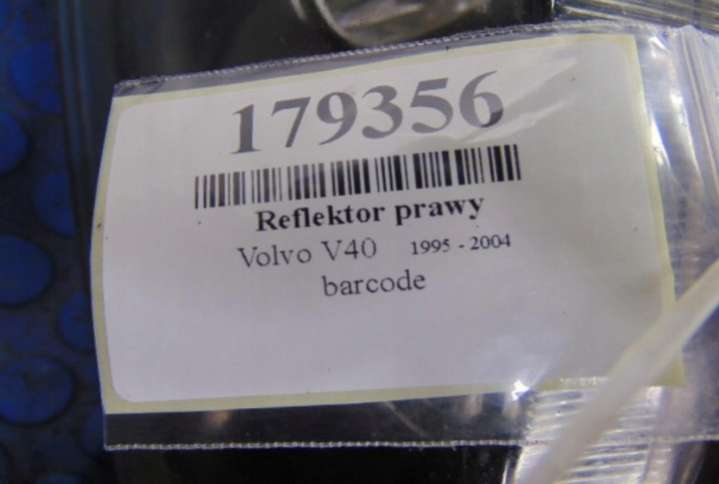 179356
Reflektor prawy
Volvo V40 1995 - 2004
barcode